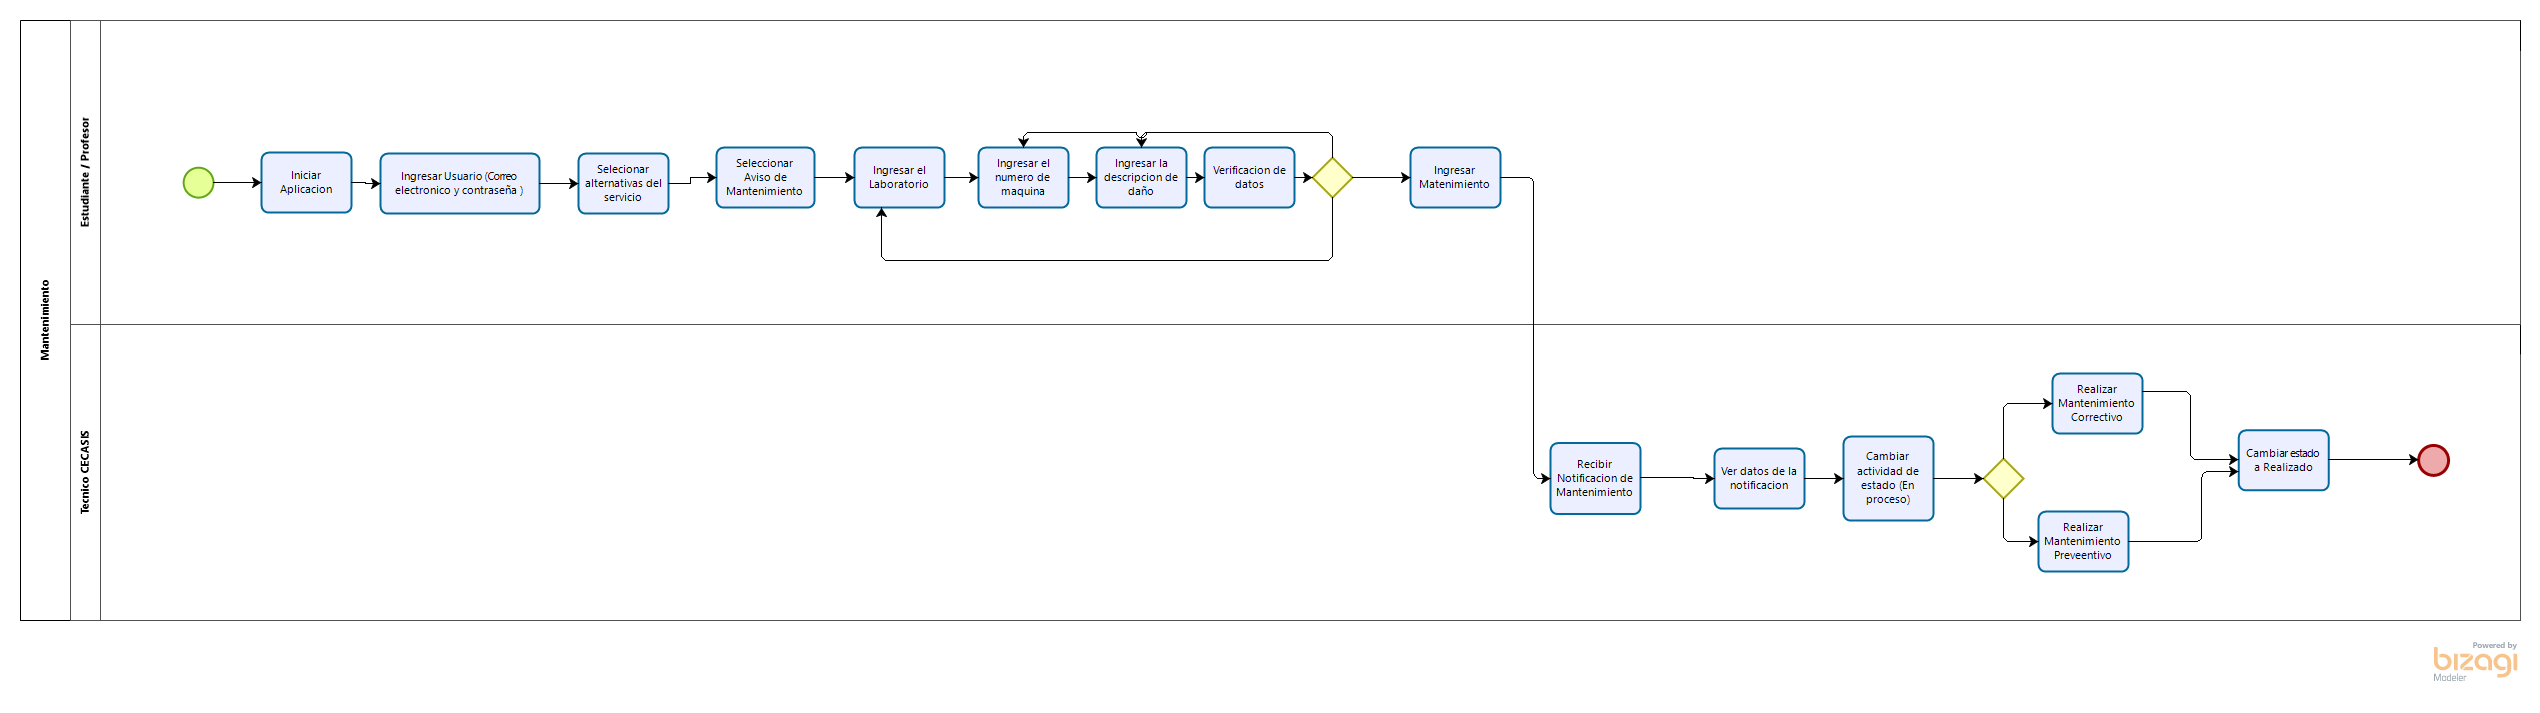 Mantenimiento
Estudiante / Profesor
Iniciar
Aplicacion
Ingresar Usuario (Correo
electronico y contraseña )
Selecionar
alternativas del
servicio
Seleccionar
Aviso de
Mantenimiento
Ingresar el
Laboratorio
Ingresar el
numero de
maquina
Ingresar la
descripcion de
daño
Verificacion de
datos
Ingresar
Matenimiento
Tecnico CECASIS
Recibir
Notificacion de
Mantenimiento
Ver datos de la
notificacion
Cambiar
actividad de
estado (En
proceso)
Realizar
Mantenimiento
Correctivo
Realizar
Mantenimiento
Preveentivo
Cambiar estado
a Realizado
Powered by
bizagi
Modeler